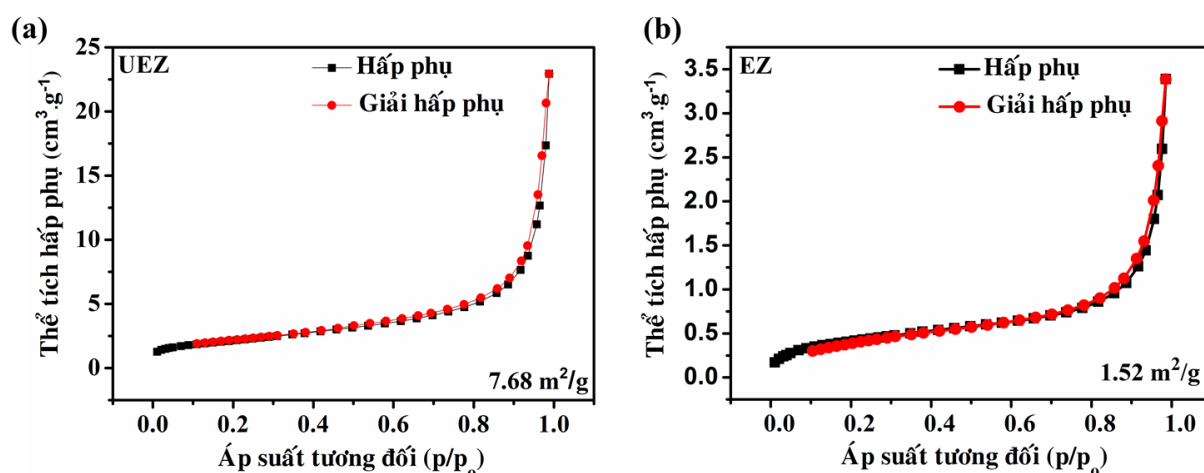 (a)
UEZ
Hấp phụ
Giải hấp phụ
25
20
15
10
5
0
Thể tích hấp phụ (cm³.g⁻¹)
7.68 m²/g
0.0 0.2 0.4 0.6 0.8 1.0
Áp suất tương đối (p/p₀)
(b)
EZ
Hấp phụ
Giải hấp phụ
3.5
3.0
2.5
2.0
1.5
1.0
0.5
0.0
Thể tích hấp phụ (cm³.g⁻¹)
1.52 m²/g
0.0 0.2 0.4 0.6 0.8 1.0
Áp suất tương đối (p/p₀)